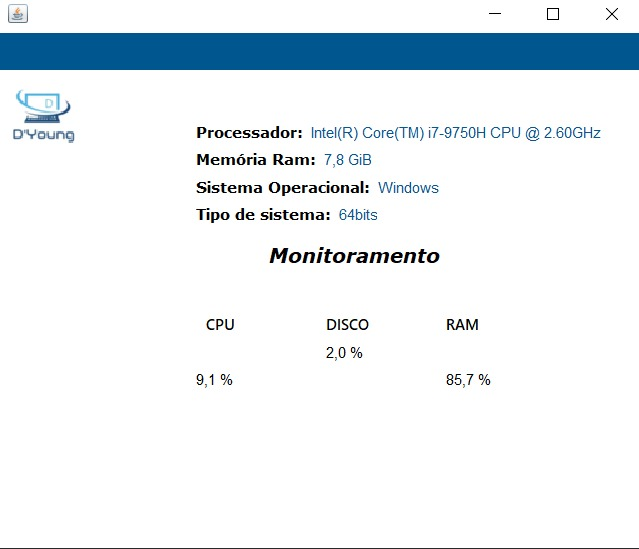 D'Young
Processador: Intel(R) Core(TM) i7-9750H CPU @ 2.60GHz
Memória Ram: 7,8 GiB
Sistema Operacional: Windows
Tipo de sistema: 64bits
Monitoramento
CPU DISCO RAM
2,0 %
9,1 % 85,7 %